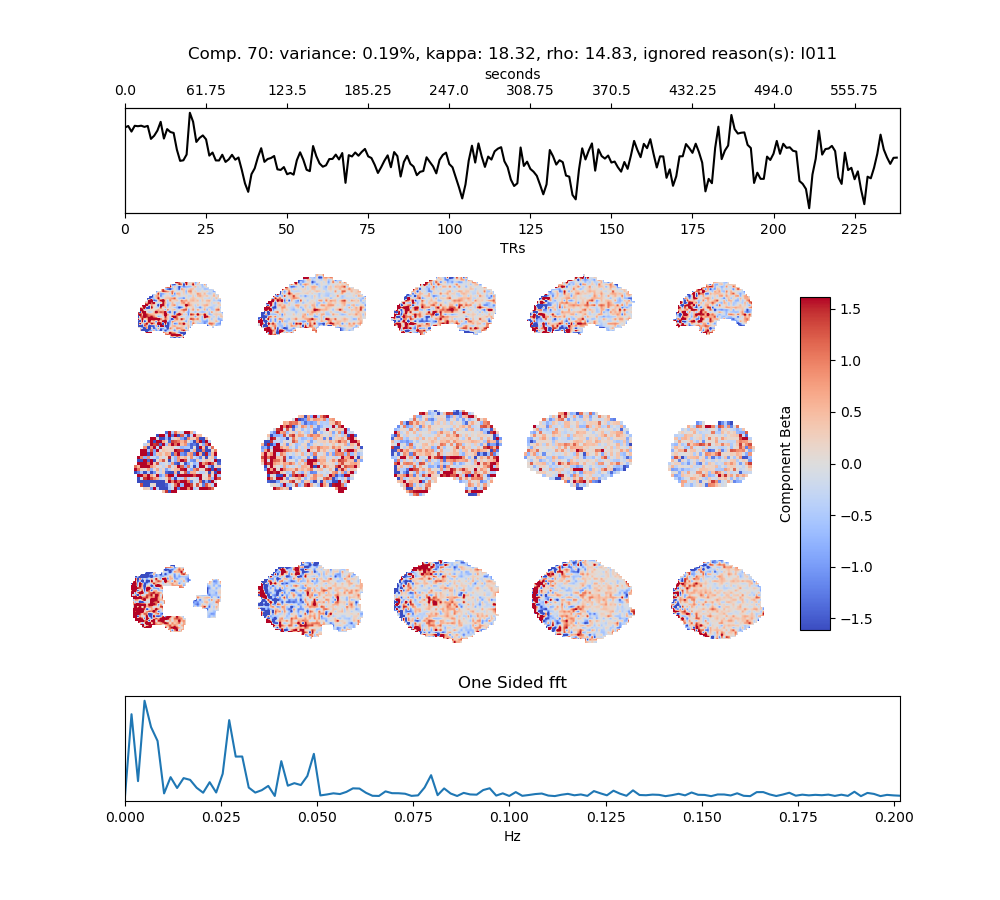 Comp. 70: variance: 0.19%, kappa: 18.32, rho: 14.83, ignored reason(s): I011
seconds
0.0 61.75 123.5 185.25 247.0 308.75 370.5 432.25 494.0 555.75
0 25 50 75 100 125 150 175 200 225
TRs
1.5
1.0
0.5
0.0
−0.5
−1.0
−1.5
Component Beta
One Sided fft
0.000 0.025 0.050 0.075 0.100 0.125 0.150 0.175 0.200
Hz